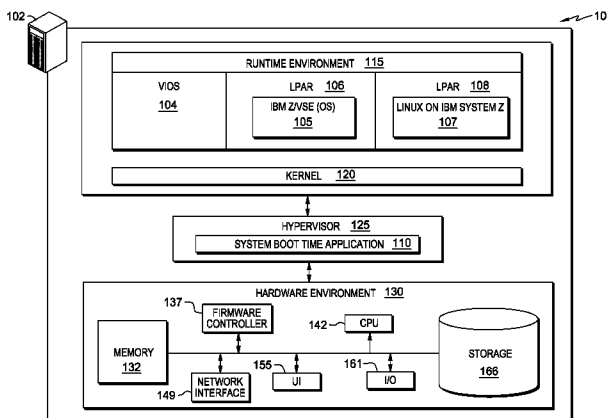 102
10
RUNTIME ENVIRONMENT 115
VIOS
104
LPAR 106
IBM Z/VSE (OS)
105
LPAR 108
LINUX ON IBM SYSTEM Z
107
KERNEL 120
HYPERVISOR 125
SYSTEM BOOT TIME APPLICATION 110
HARDWARE ENVIRONMENT 130
137
FIRMWARE
CONTROLLER
142
CPU
MEMORY
132
STORAGE
166
149
NETWORK
INTERFACE
155
UI
161
I/O